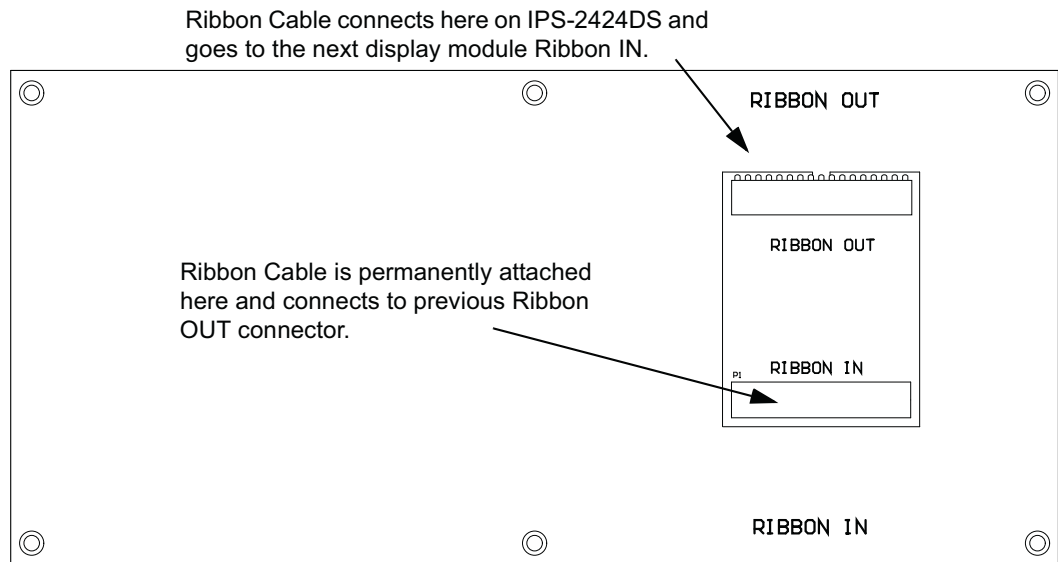 Ribbon Cable connects here on IPS-2424DS and
goes to the next display module Ribbon IN.
RIBBON OUT
RIBBON OUT
Ribbon Cable is permanently attached
here and connects to previous Ribbon
OUT connector.
RIBBON IN
P1
RIBBON IN